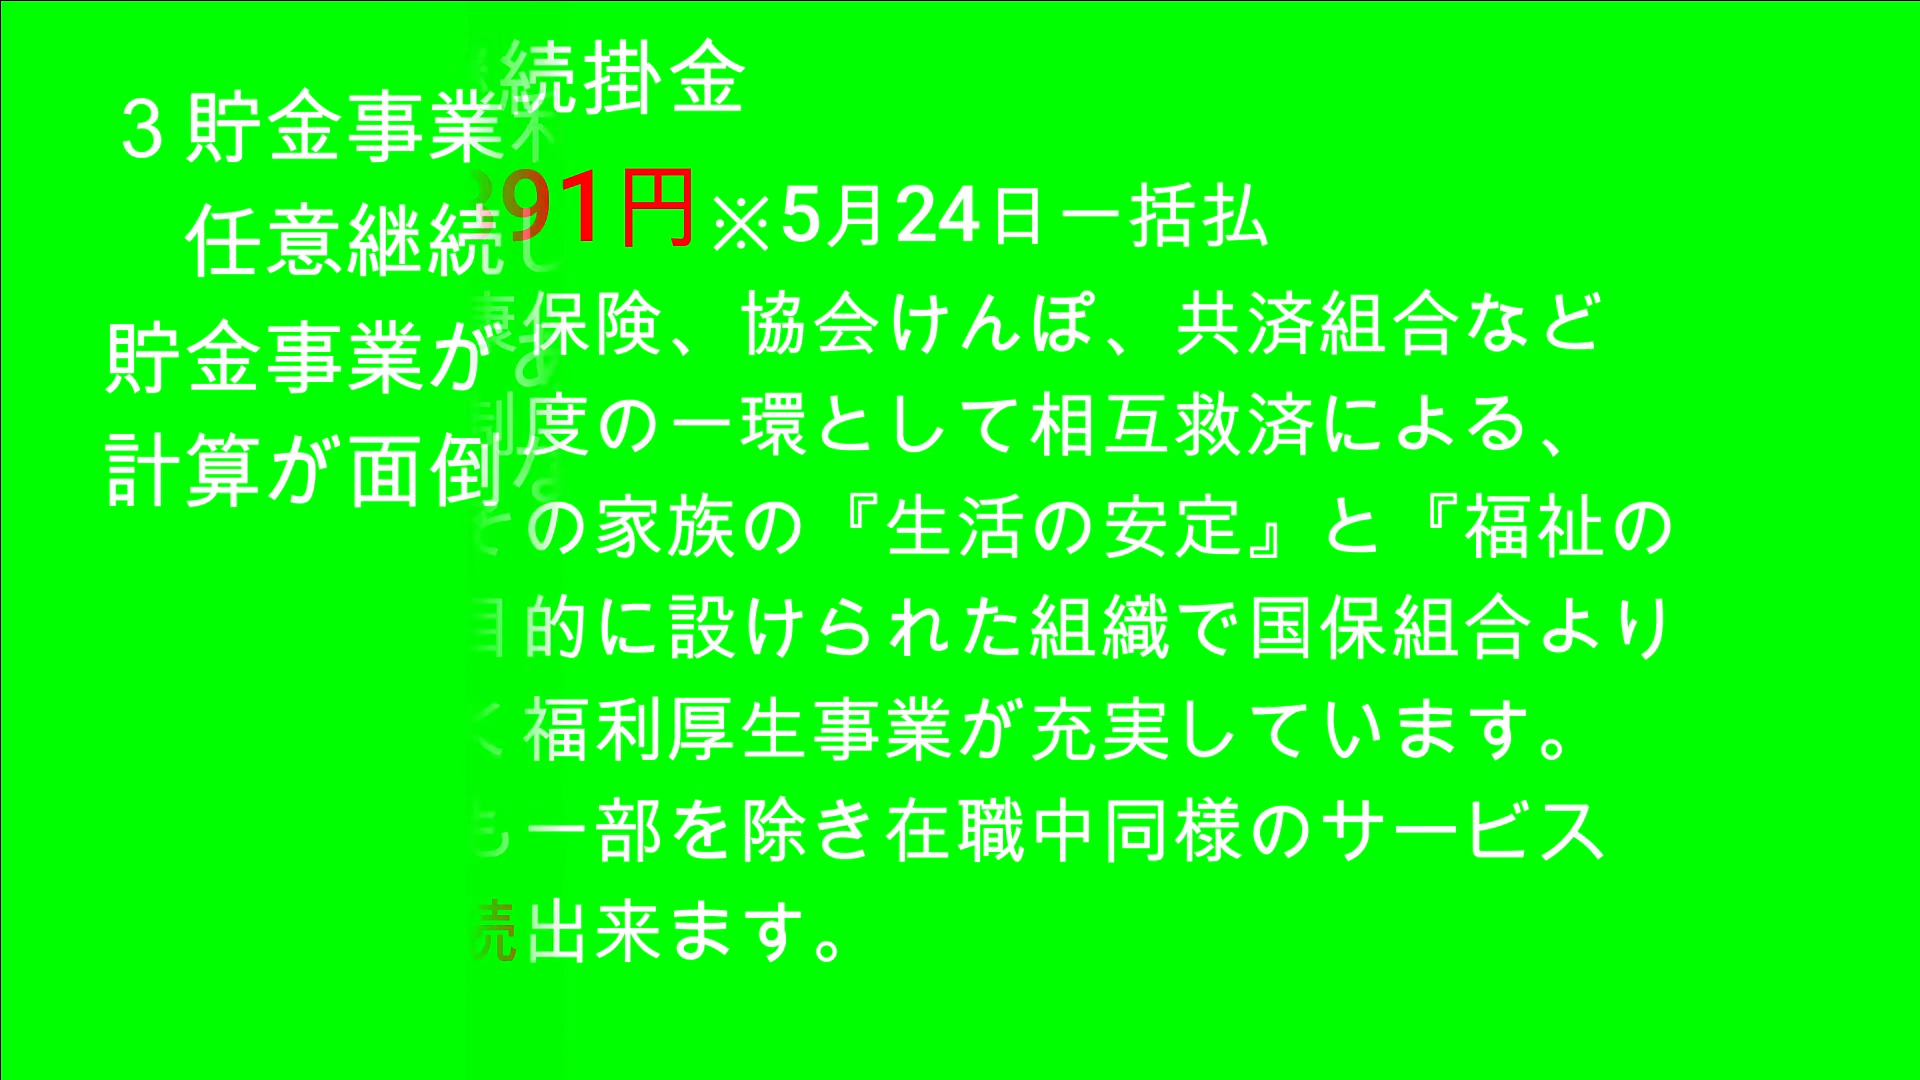 3 貯金事業
任意継続
貯金事業が
計算が面倒
続掛金
91円 ※5月24日一括払
保険、協会けんぽ、共済組合など
度の一環として相互救済による、
の家族の『生活の安定』と『福祉の
目的に設けられた組織で国保組合より
く福利厚生事業が充実しています。
も一部を除き在職中同様のサービス
続出来ます。